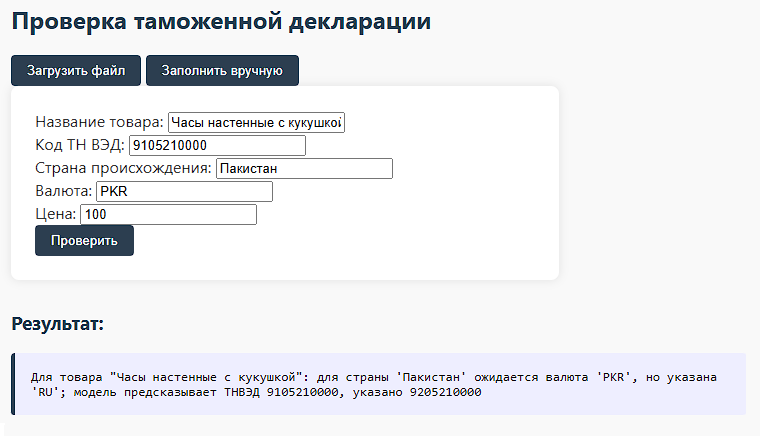 Проверка таможенной декларации
Загрузить файл Заполнить вручную
Название товара: Часы настенные с кукушкой
Код ТН ВЭД: 9105210000
Страна происхождения: Пакистан
Валюта: PKR
Цена: 100
Проверить
Результат:
Для товара "Часы настенные с кукушкой": для страны 'Пакистан' ожидается валюта 'PKR', но указана
'RU'; модель предсказывает ТНВЭД 9105210000, указано 9205210000